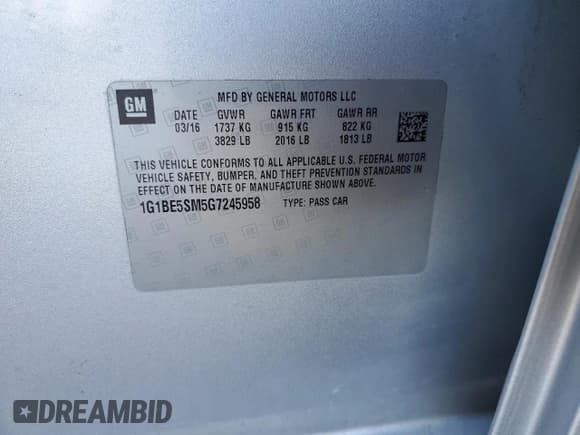 GM
MFD BY GENERAL MOTORS LLC
DATE GVWR GAWR FRT GAWR RR
03/16 1737 KG 915 KG 822 KG
3829 LB 2016 LB 1813 LB
THIS VEHICLE CONFORMS TO ALL APPLICABLE U.S. FEDERAL MOTOR
VEHICLE SAFETY, BUMPER, AND THEFT PREVENTION STANDARDS IN
EFFECT ON THE DATE OF MANUFACTURE SHOWN ABOVE.
1G1BE5SM5G7245958 TYPE: PASS CAR
DREAMBID